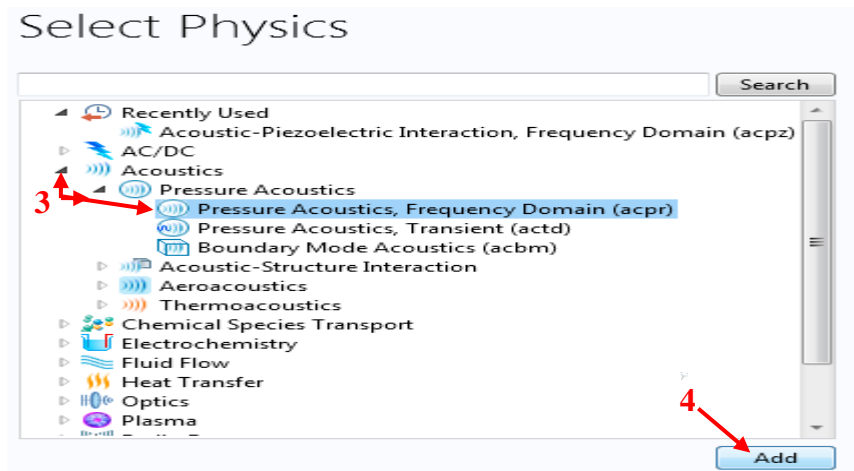 Select Physics
Search
Recently Used
Acoustic-Piezoelectric Interaction, Frequency Domain (acpz)
AC/DC
Acoustics
Pressure Acoustics
3
Pressure Acoustics, Frequency Domain (acpr)
Pressure Acoustics, Transient (actd)
Boundary Mode Acoustics (acbm)
Acoustic-Structure Interaction
Aeroacoustics
Thermoacoustics
Chemical Species Transport
Electrochemistry
Fluid Flow
Heat Transfer
Optics
4
Plasma
Add